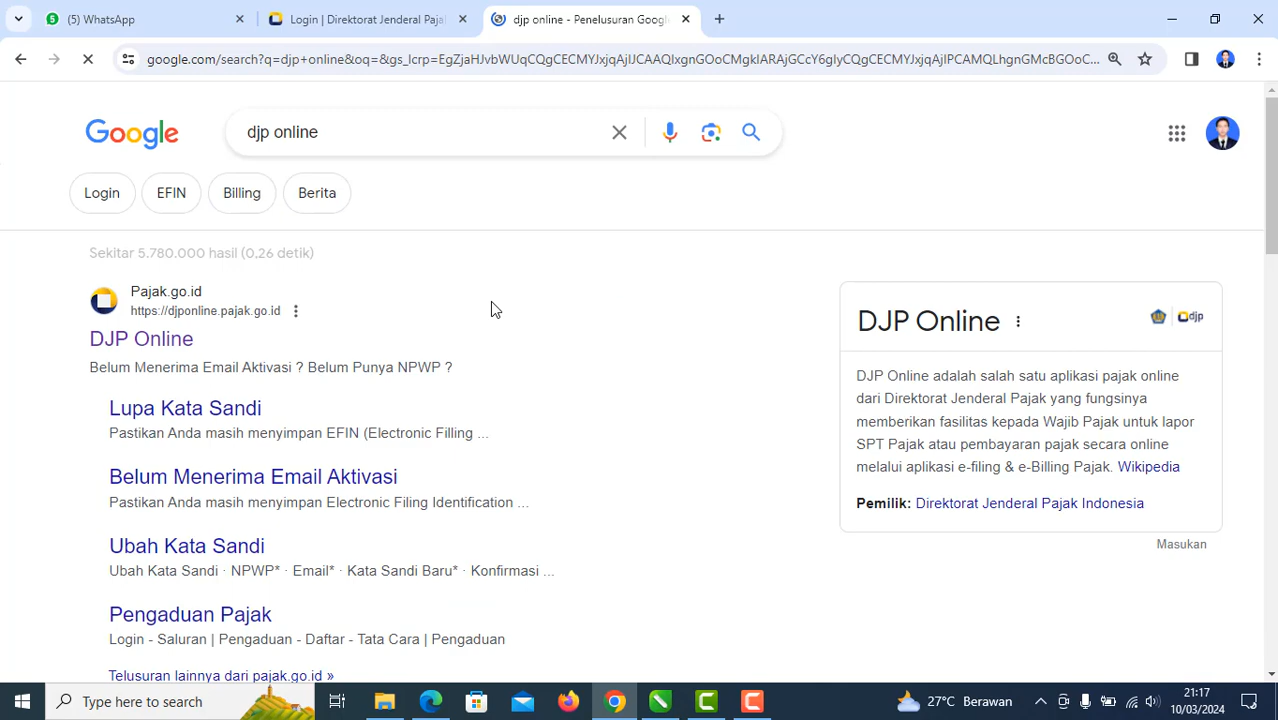 (5) WhatsApp
Login | Direktorat Jenderal Paja
djp online - Penelusuran Google
google.com/search?q=djp+online&oq=&gs_lcrp=EgZjaHJvbWUqCQgCECMYJxjqAjIJCAAQIxgnGOoCMgkIARAjGCcY6gIyCQgCECMYJxjqAjIPCAMQLhgnGMcBGOoC...
Google
djp online
Login
EFIN
Billing
Berita
Sekitar 5.780.000 hasil (0,26 detik)
Pajak.go.id
https://djponline.pajak.go.id
DJP Online
Belum Menerima Email Aktivasi ? Belum Punya NPWP ?
Lupa Kata Sandi
Pastikan Anda masih menyimpan EFIN (Electronic Filling ...
Belum Menerima Email Aktivasi
Pastikan Anda masih menyimpan Electronic Filing Identification ...
Ubah Kata Sandi
Ubah Kata Sandi · NPWP* · Email* · Kata Sandi Baru* · Konfirmasi ...
Pengaduan Pajak
Login - Saluran | Pengaduan - Daftar - Tata Cara | Pengaduan
Telusuran lainnya dari pajak.go.id »
DJP Online
djp
DJP Online adalah salah satu aplikasi pajak online
dari Direktorat Jenderal Pajak yang fungsinya
memberikan fasilitas kepada Wajib Pajak untuk lapor
SPT Pajak atau pembayaran pajak secara online
melalui aplikasi e-filing & e-Billing Pajak. Wikipedia
Pemilik: Direktorat Jenderal Pajak Indonesia
Masukan
Type here to search
27°C Berawan
21:17
10/03/2024